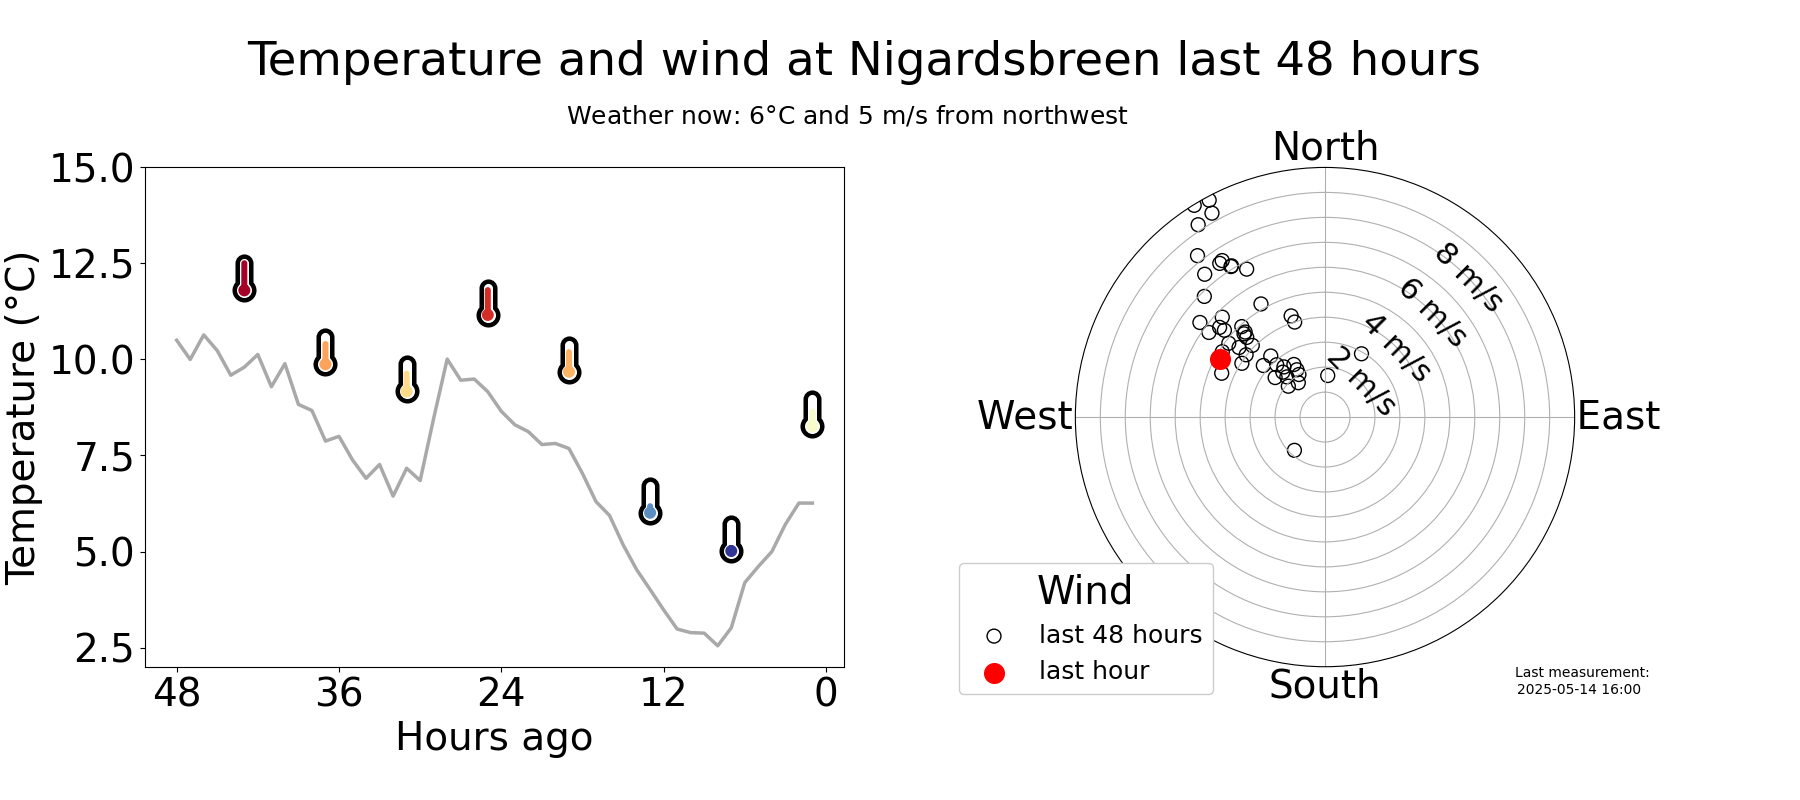 Temperature and wind at Nigardsbreen last 48 hours
Weather now: 6°C and 5 m/s from northwest
Temperature (°C)
15.0
12.5
10.0
7.5
5.0
2.5
48
36
24
12
0
Hours ago
North
West
East
South
8 m/s
6 m/s
4 m/s
2 m/s
Wind
last 48 hours
last hour
Last measurement:
2025-05-14 16:00